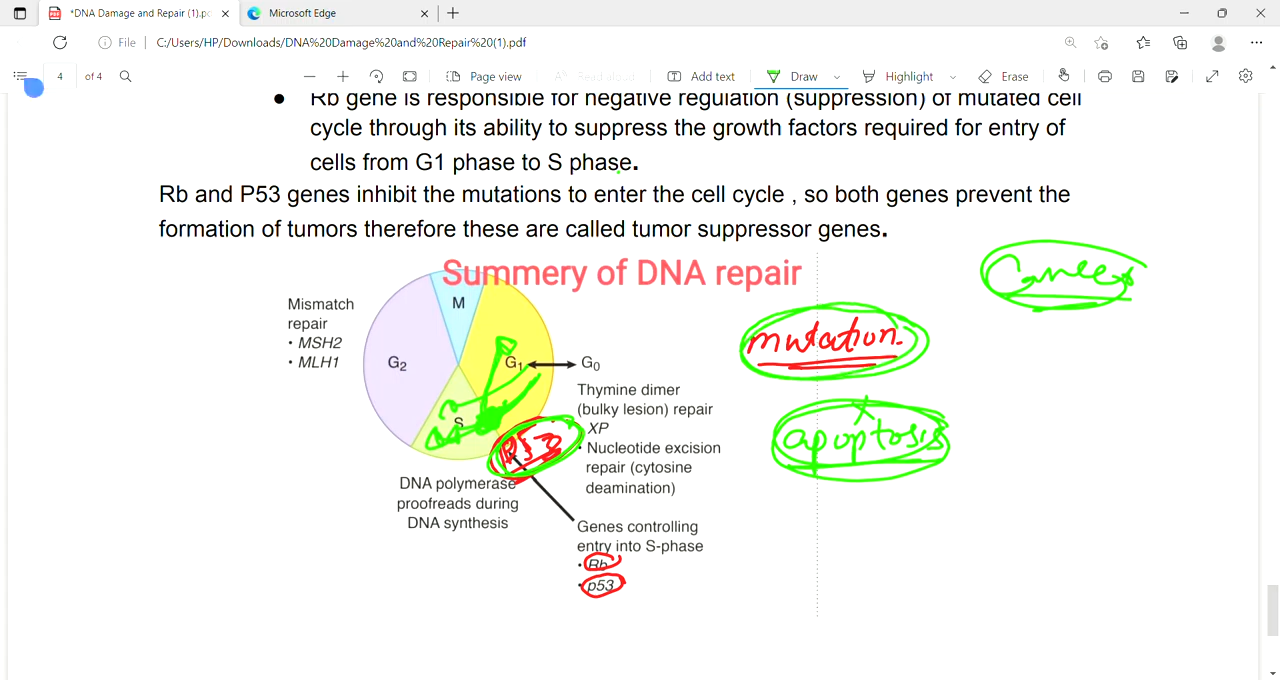 *DNA Damage and Repair (1).pd
Microsoft Edge
File
C:/Users/HP/Downloads/DNA%20Damage%20and%20Repair%20(1).pdf
4 of 4
Page view
Read aloud
Add text
Draw
Highlight
Erase
● Rb gene is responsible for negative regulation (suppression) of mutated cell
cycle through its ability to suppress the growth factors required for entry of
cells from G1 phase to S phase.
Rb and P53 genes inhibit the mutations to enter the cell cycle , so both genes prevent the
formation of tumors therefore these are called tumor suppressor genes.
Summery of DNA repair
Cancer
Mismatch
repair
• MSH2
• MLH1
M
G2
G1
G0
S
mutation.
Thymine dimer
(bulky lesion) repair
XP
• Nucleotide excision
repair (cytosine
deamination)
P53
apoptosis
DNA polymerase
proofreads during
DNA synthesis
Genes controlling
entry into S-phase
• Rb
• p53